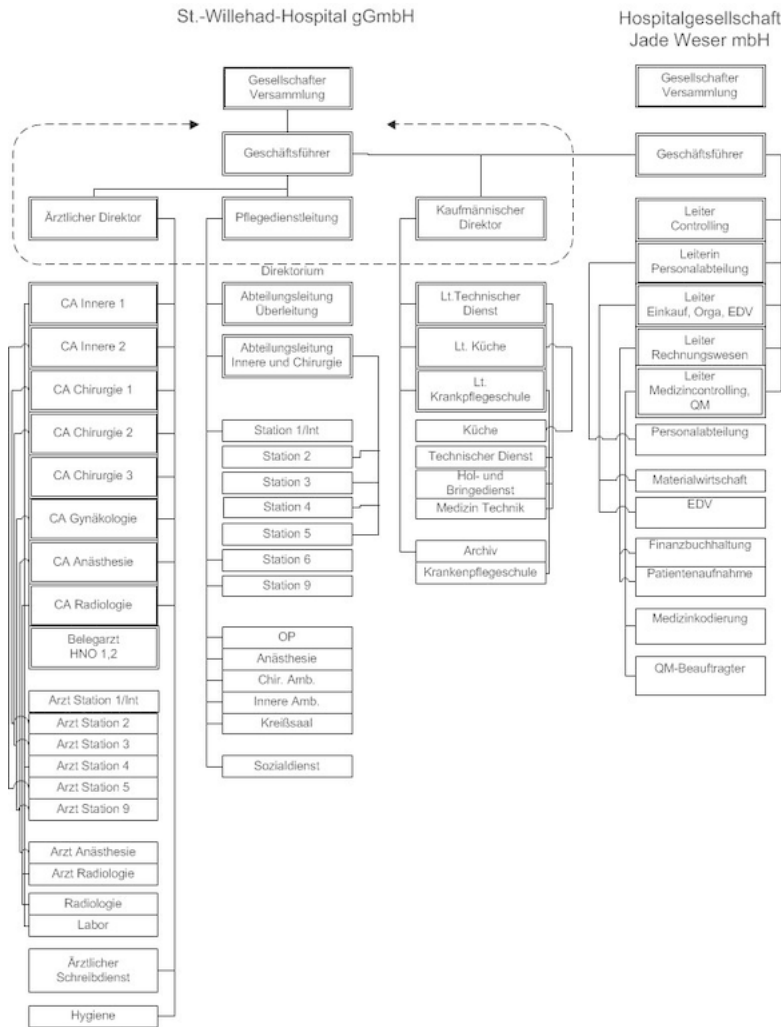 St.-Willehad-Hospital gGmbH
Hospitalgesellschaft
Jade Weser mbH
Gesellschafter
Versammlung
Gesellschafter
Versammlung
Geschäftsführer
Geschäftsführer
Ärztlicher Direktor
Pflegedienstleitung
Kaufmännischer
Direktor
Direktorium
CA Innere 1
CA Innere 2
CA Chirurgie 1
CA Chirurgie 2
CA Chirurgie 3
CA Gynäkologie
CA Anästhesie
CA Radiologie
Belegarzt
HNO 1,2
Arzt Station 1/Int
Arzt Station 2
Arzt Station 3
Arzt Station 4
Arzt Station 5
Arzt Station 9
Arzt Anästhesie
Arzt Radiologie
Radiologie
Labor
Ärztlicher
Schreibdienst
Hygiene
Abteilungsleitung
Überleitung
Abteilungsleitung
Innere und Chirurgie
Station 1/Int
Station 2
Station 3
Station 4
Station 5
Station 6
Station 9
OP
Anästhesie
Chir. Amb.
Innere Amb.
Kreißsaal
Sozialdienst
Lt.Technischer
Dienst
Lt. Küche
Lt.
Krankpflegeschule
Küche
Technischer Dienst
Hol- und
Bringedienst
Medizin Technik
Archiv
Krankenpflegeschule
Leiter
Controlling
Leiterin
Personalabteilung
Leiter
Einkauf, Orga, EDV
Leiter
Rechnungswesen
Leiter
Medizincontrolling,
QM
Personalabteilung
Materialwirtschaft
EDV
Finanzbuchhaltung
Patientenaufnahme
Medizinkodierung
QM-Beauftragter